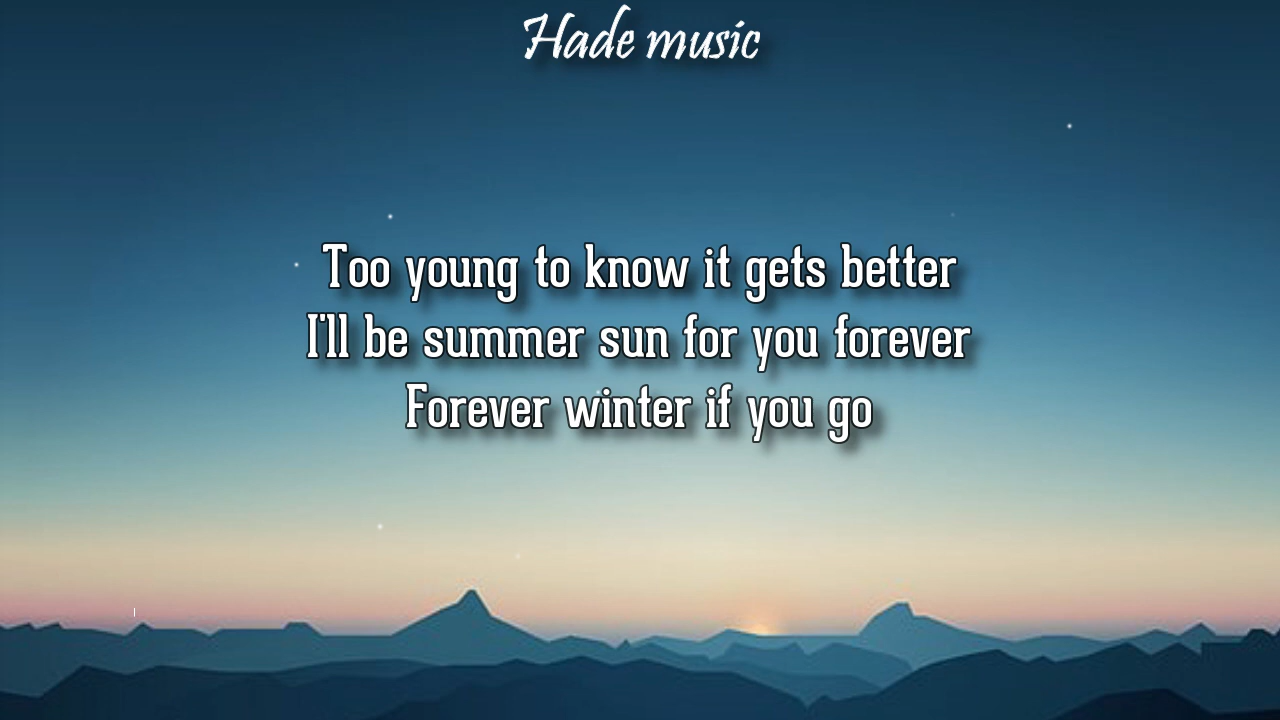 Hade music
Too young to know it gets better
I'll be summer sun for you forever
Forever winter if you go